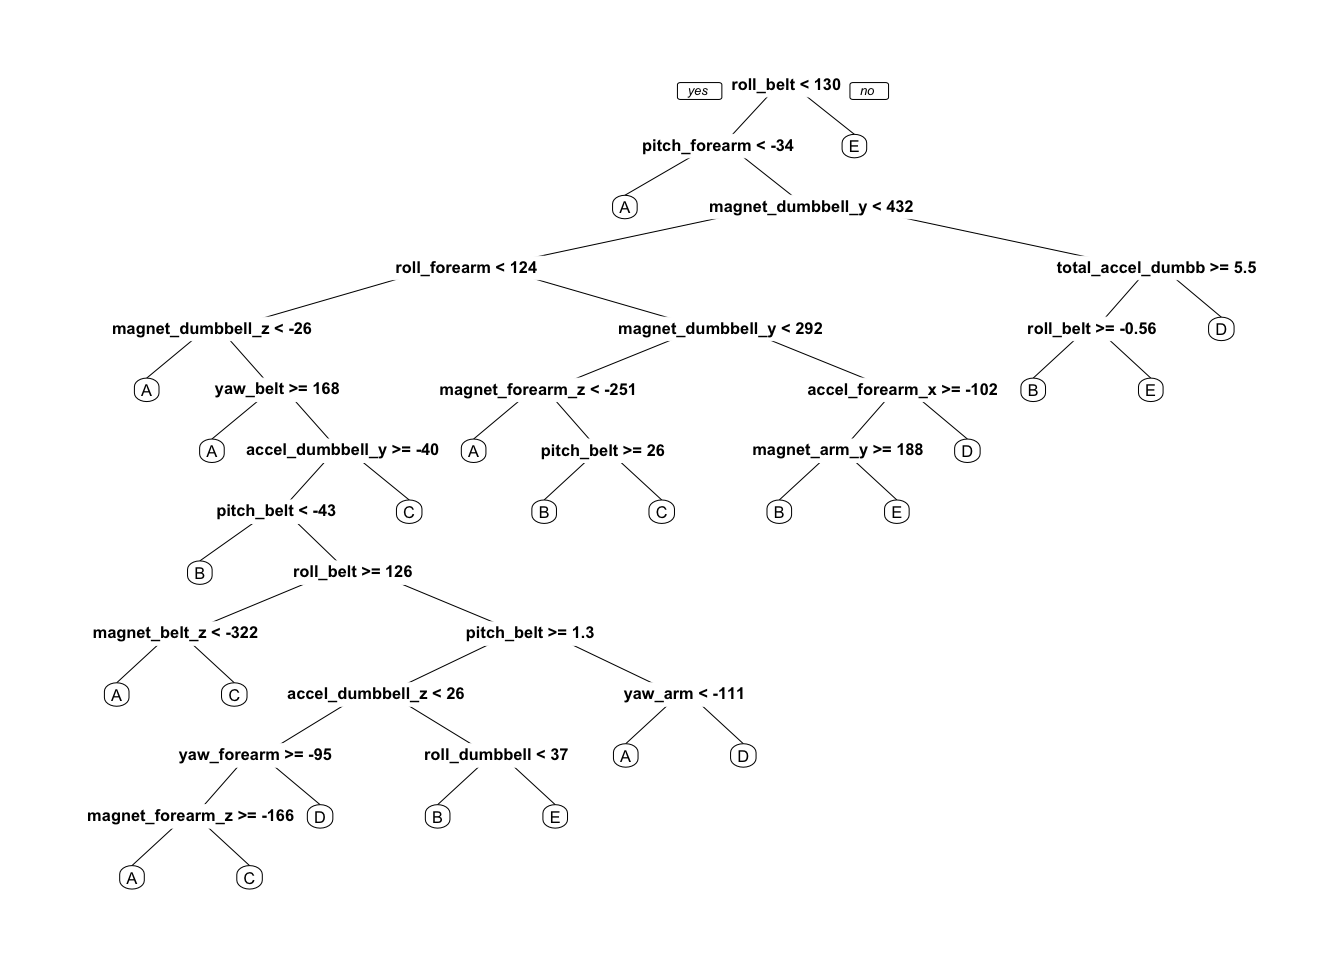 yes roll_belt < 130 no
pitch_forearm < -34 E
A magnet_dumbbell_y < 432
roll_forearm < 124 total_accel_dumbb >= 5.5
magnet_dumbbell_z < -26 magnet_dumbbell_y < 292 roll_belt >= -0.56 D
A yaw_belt >= 168 magnet_forearm_z < -251 accel_forearm_x >= -102 B E
A accel_dumbbell_y >= -40 A pitch_belt >= 26 magnet_arm_y >= 188 D
pitch_belt < -43 C B C B E
B roll_belt >= 126
magnet_belt_z < -322 pitch_belt >= 1.3
A C accel_dumbbell_z < 26 yaw_arm < -111
yaw_forearm >= -95 roll_dumbbell < 37 A D
magnet_forearm_z >= -166 D B E
A C